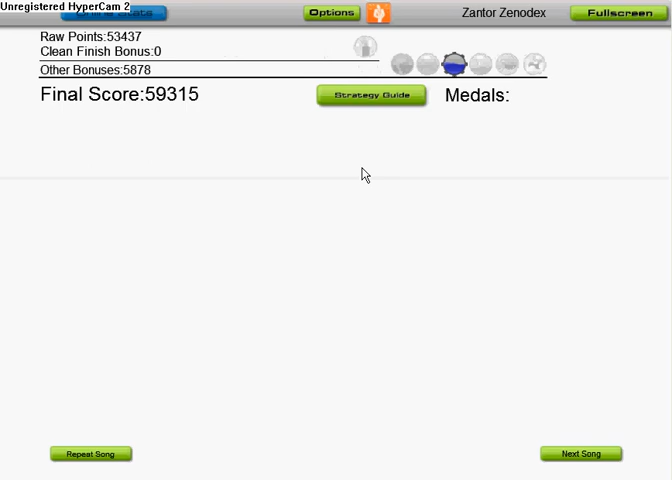 Unregistered HyperCam 2
Options
Zantor Zenodex
Fullscreen
Raw Points:53437
Clean Finish Bonus:0
Other Bonuses:5878
Final Score:59315
Strategy Guide
Medals:
Repeat Song
Next Song